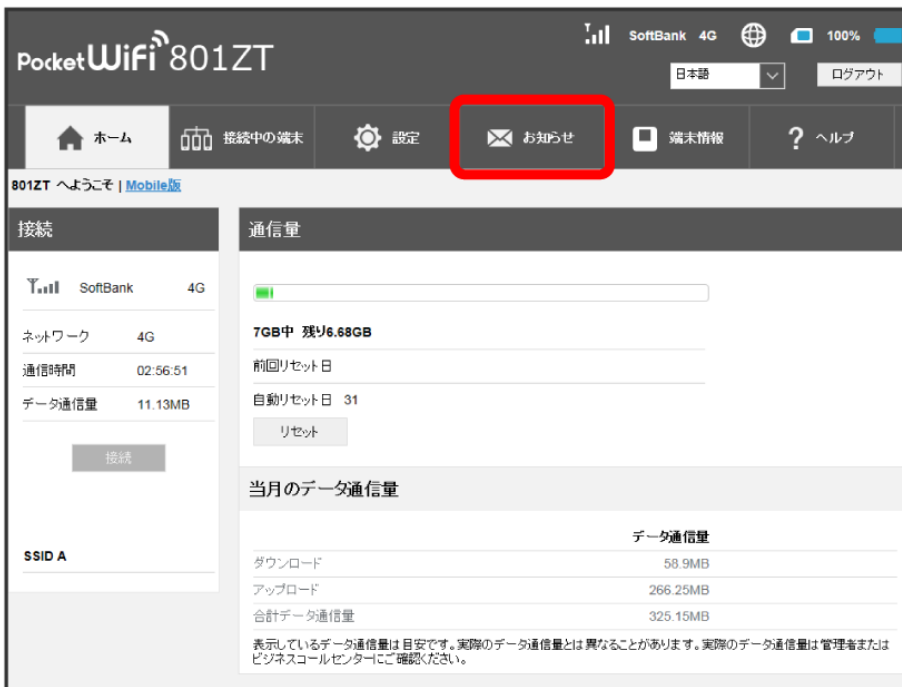 SoftBank 4G 100%
PocketWiFi 801ZT
日本語 ログアウト
ホーム 接続中の端末 設定 お知らせ 端末情報 ? ヘルプ
801ZT へようこそ | Mobile版
接続
SoftBank 4G
ネットワーク 4G
通信時間 02:56:51
データ通信量 11.13MB
接続
SSID A
通信量
7GB中 残り6.68GB
前回リセット日
自動リセット日 31
リセット
当月のデータ通信量
データ通信量
ダウンロード 58.9MB
アップロード 266.25MB
合計データ通信量 325.15MB
表示しているデータ通信量は目安です。実際のデータ通信量とは異なることがあります。実際のデータ通信量は管理者または
ビジネスコールセンターにご確認ください。